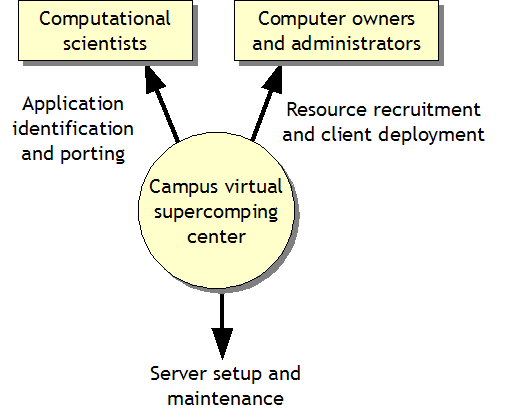 Computational
scientists
Computer owners
and administrators
Application
identification
and porting
Resource recruitment
and client deployment
Campus virtual
supercomping
center
Server setup and
maintenance